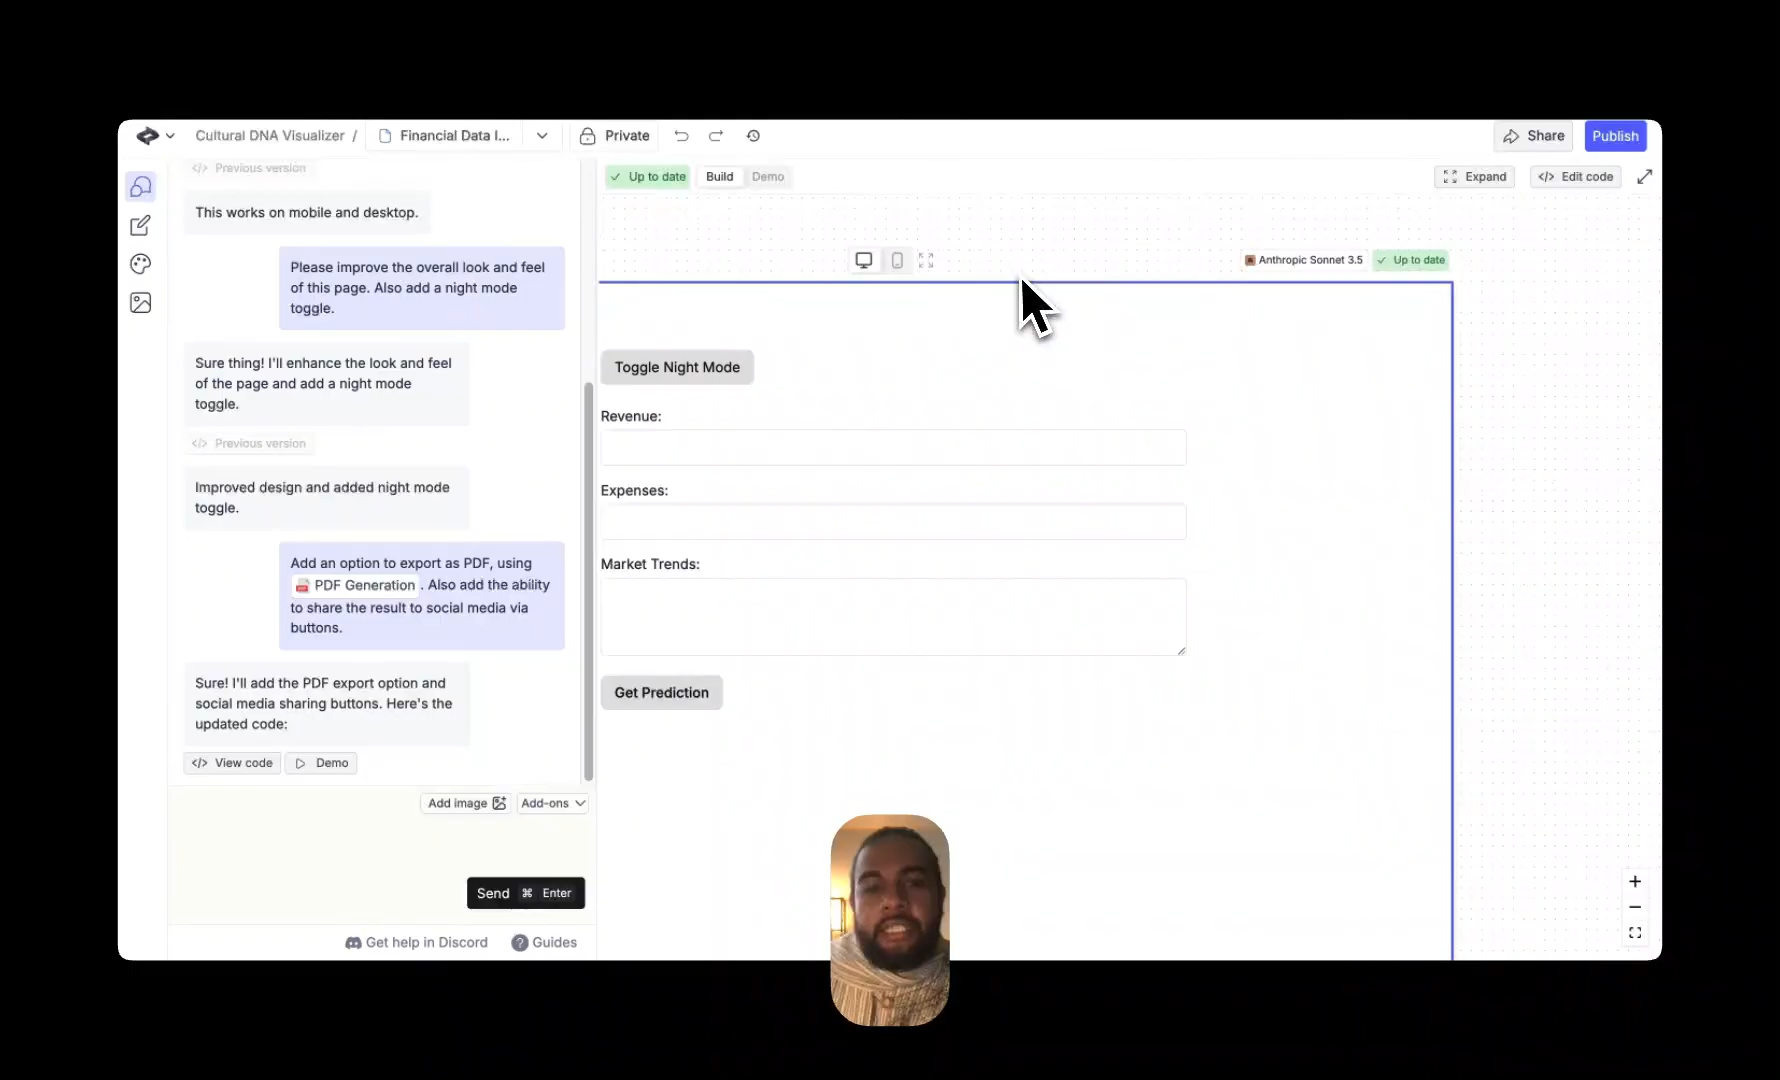 Cultural DNA Visualizer /
Financial Data I...
Private
Share
Publish
Previous version
This works on mobile and desktop.
Please improve the overall look and feel
of this page. Also add a night mode
toggle.
Sure thing! I'll enhance the look and feel
of the page and add a night mode
toggle.
Previous version
Improved design and added night mode
toggle.
Add an option to export as PDF, using
PDF Generation . Also add the ability
to share the result to social media via
buttons.
Sure! I'll add the PDF export option and
social media sharing buttons. Here's the
updated code:
</> View code
Demo
Add image
Add-ons
Send ⌘ Enter
Get help in Discord
Guides
Up to date
Build
Demo
Expand
</> Edit code
Anthropic Sonnet 3.5
Up to date
Toggle Night Mode
Revenue:
Expenses:
Market Trends:
Get Prediction